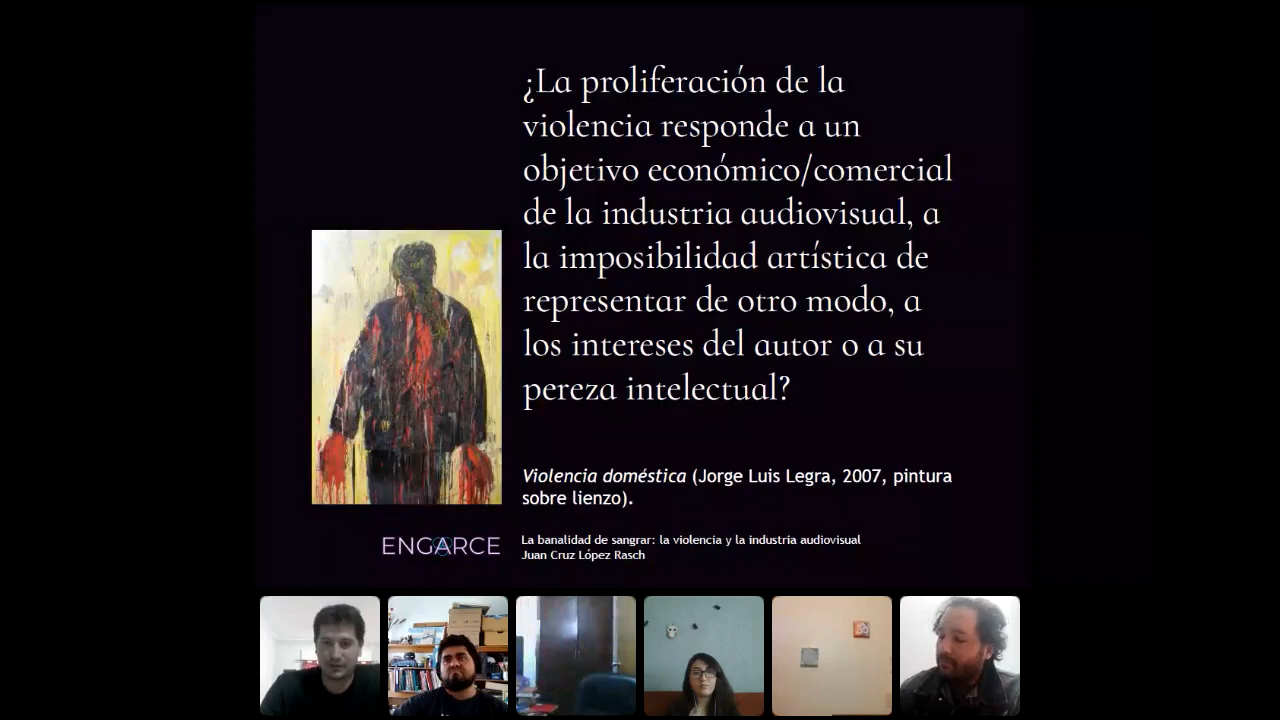 ¿La proliferación de la
violencia responde a un
objetivo económico/comercial
de la industria audiovisual, a
la imposibilidad artística de
representar de otro modo, a
los intereses del autor o a su
pereza intelectual?
Violencia doméstica (Jorge Luis Legra, 2007, pintura
sobre lienzo).
ENGARCE
La banalidad de sangrar: la violencia y la industria audiovisual
Juan Cruz López Rasch